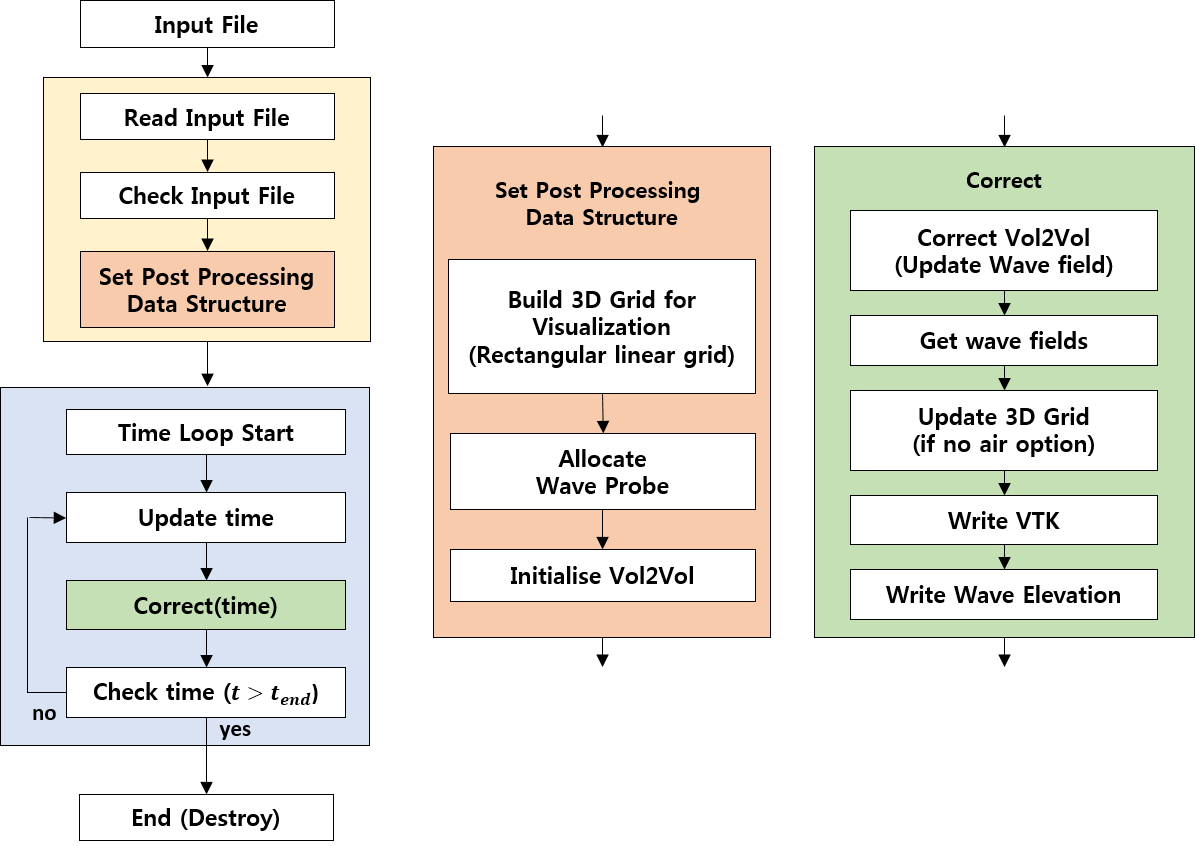 Input File
Read Input File
Check Input File
Set Post Processing
Data Structure
Time Loop Start
Update time
Correct(time)
Check time (t > t_end)
no
yes
End (Destroy)
Set Post Processing
Data Structure
Build 3D Grid for
Visualization
(Rectangular linear grid)
Allocate
Wave Probe
Initialise Vol2Vol
Correct
Correct Vol2Vol
(Update Wave field)
Get wave fields
Update 3D Grid
(if no air option)
Write VTK
Write Wave Elevation